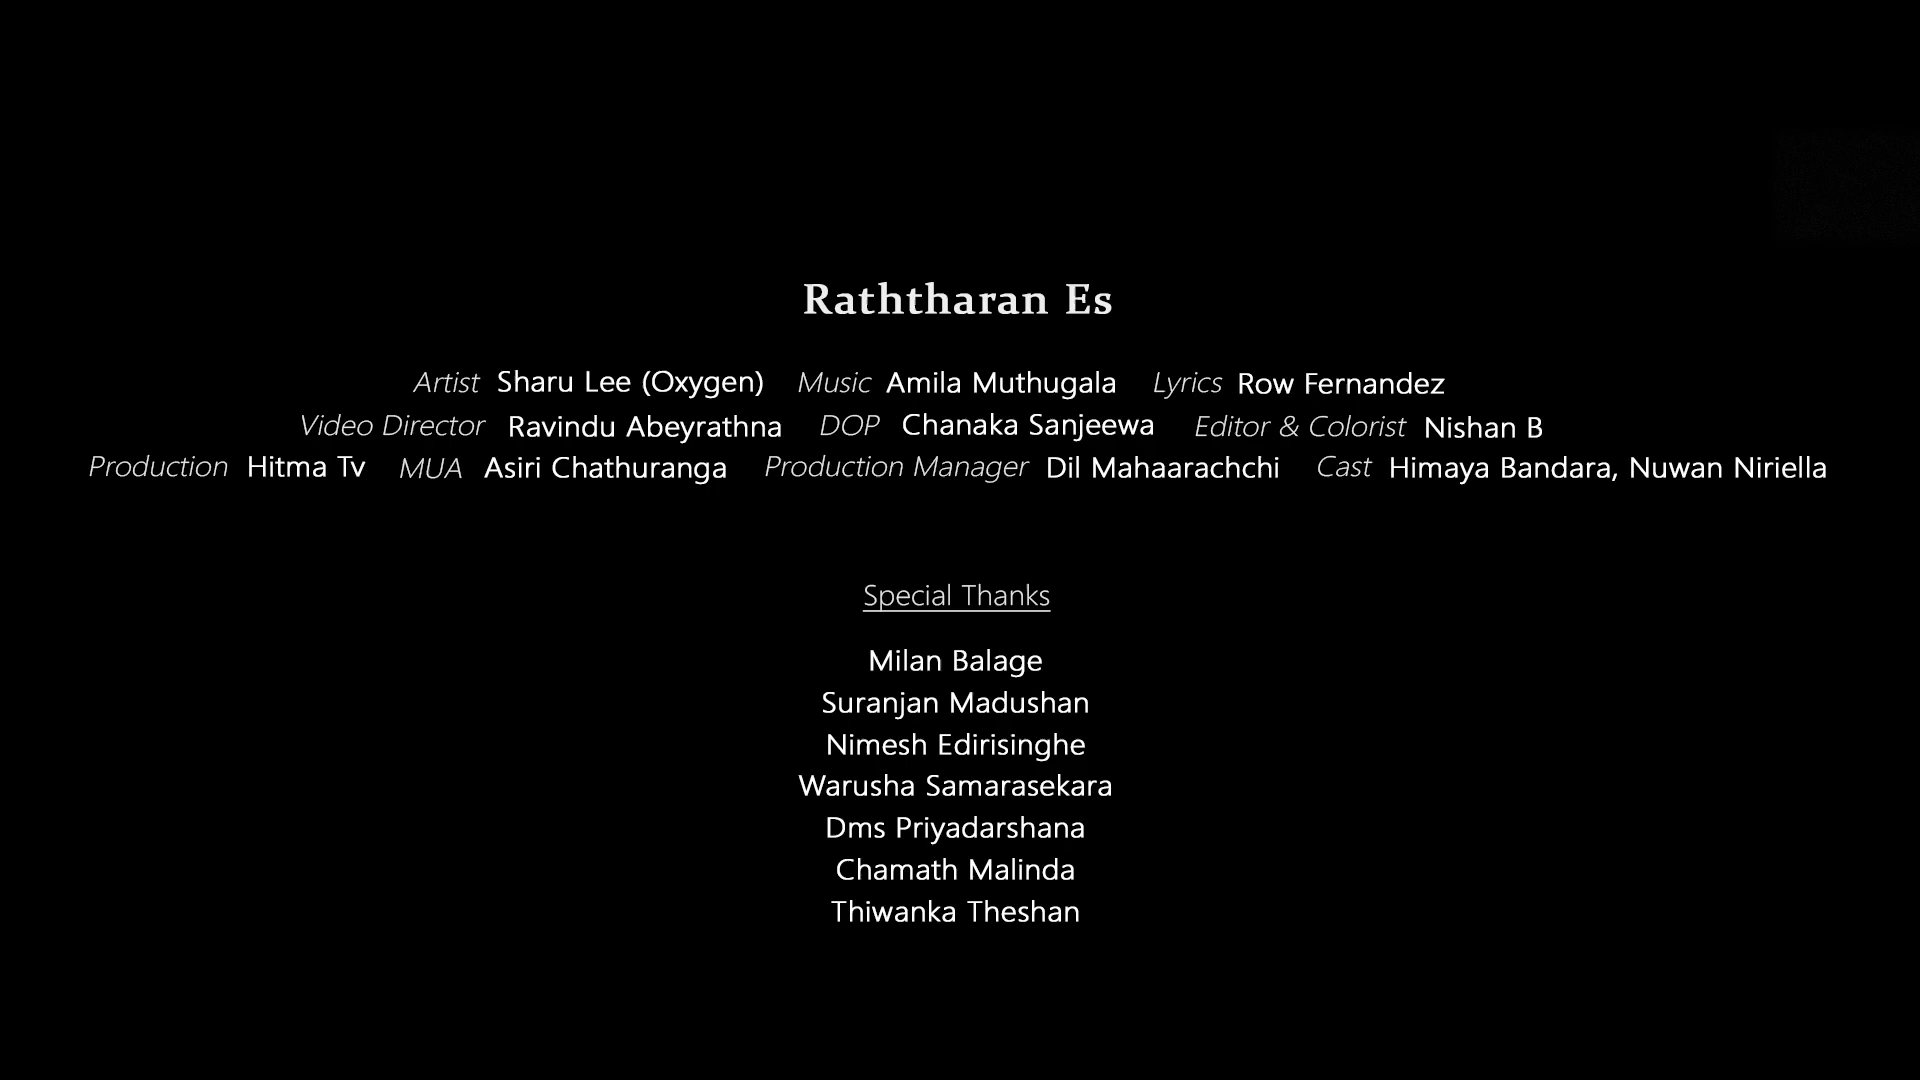 Raththaran Es
Artist Sharu Lee (Oxygen) Music Amila Muthugala Lyrics Row Fernandez
Video Director Ravindu Abeyrathna DOP Chanaka Sanjeewa Editor & Colorist Nishan B
Production Hitma Tv MUA Asiri Chathuranga Production Manager Dil Mahaarachchi Cast Himaya Bandara, Nuwan Niriella
Special Thanks
Milan Balage
Suranjan Madushan
Nimesh Edirisinghe
Warusha Samarasekara
Dms Priyadarshana
Chamath Malinda
Thiwanka Theshan